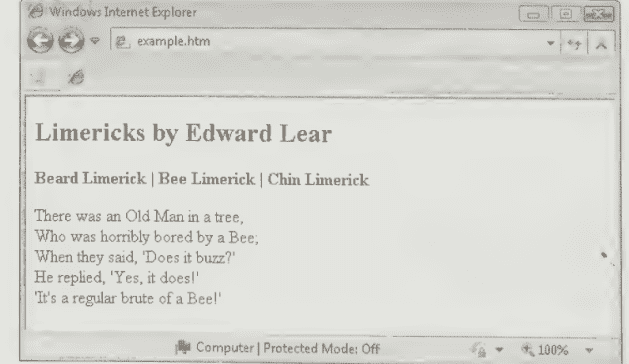 Windows Internet Explorer
example.htm
Limericks by Edward Lear
Beard Limerick | Bee Limerick | Chin Limerick
There was an Old Man in a tree,
Who was horribly bored by a Bee;
When they said, 'Does it buzz?'
He replied, 'Yes, it does!'
'It's a regular brute of a Bee!'
Computer | Protected Mode: Off
100%